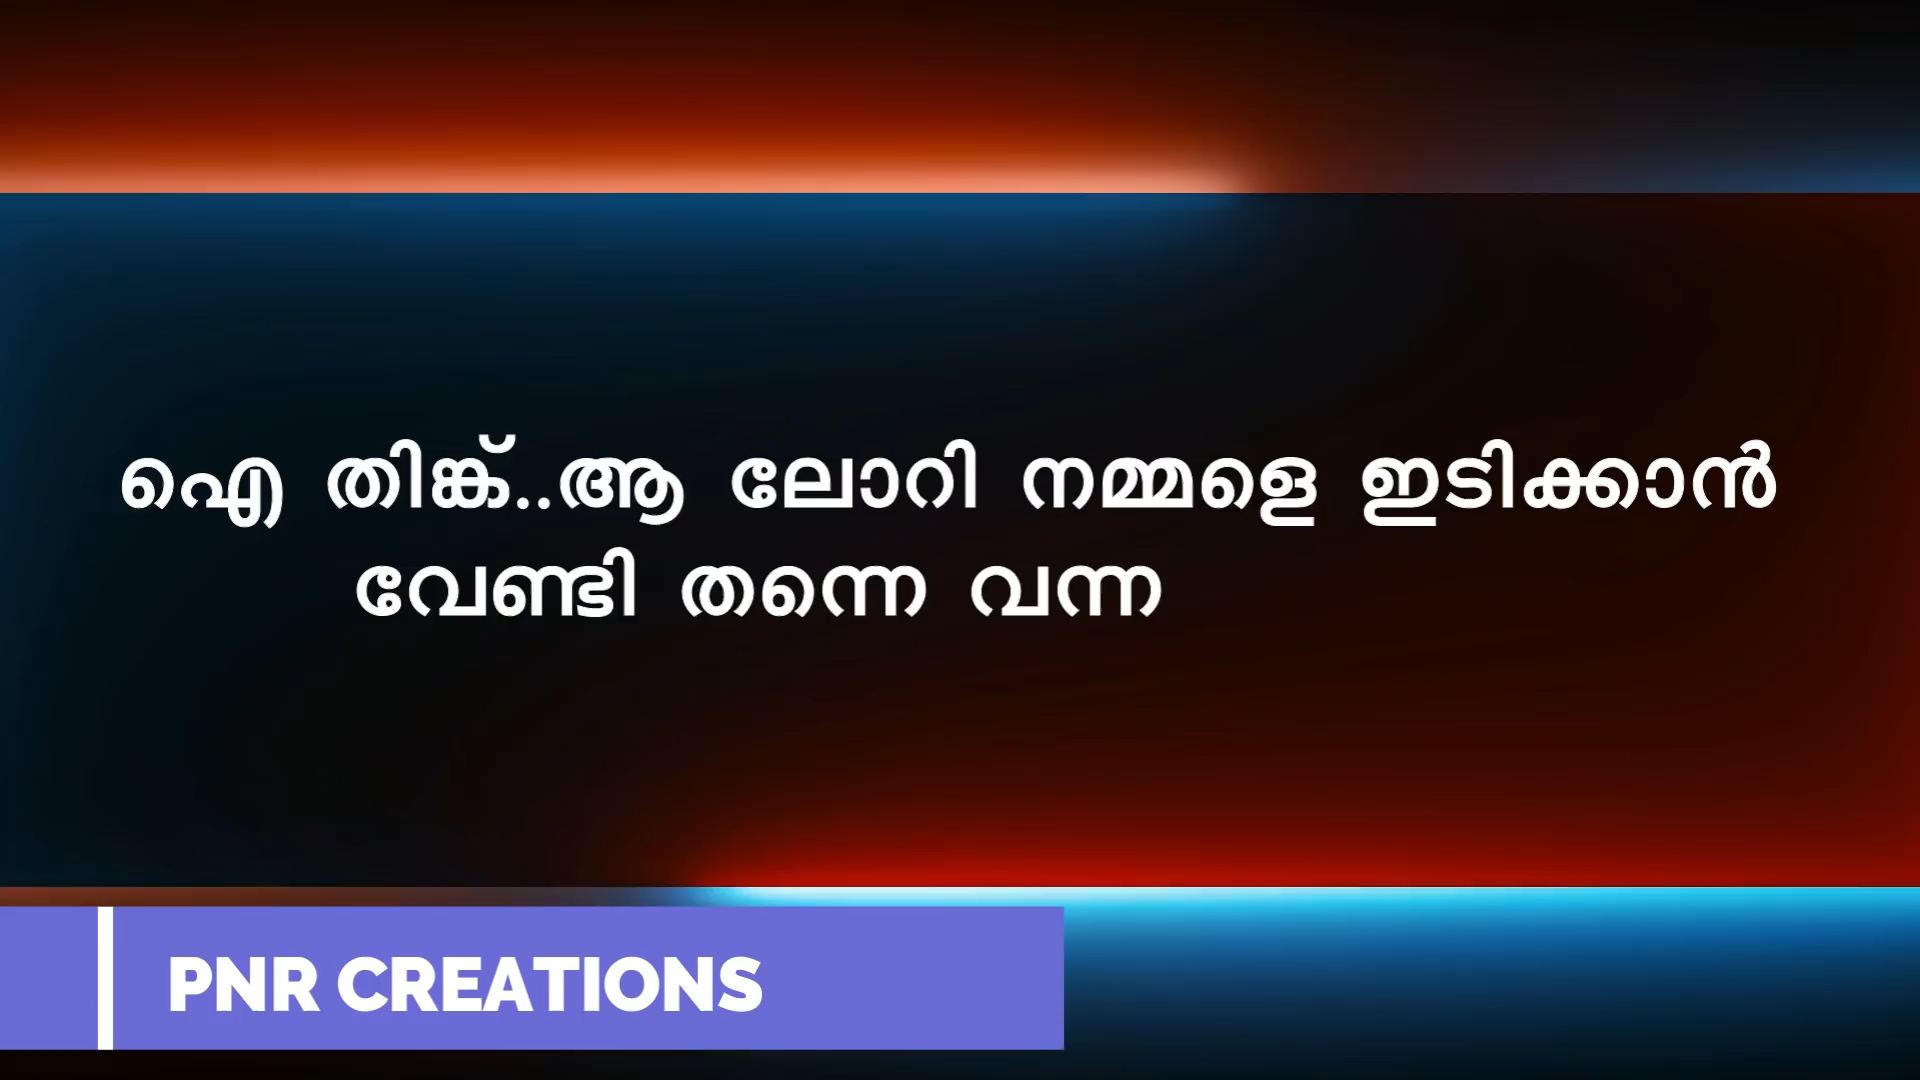 ഐ തിങ്ക്..ആ ലോറി നമ്മളെ ഇടിക്കാൻ
വേണ്ടി തന്നെ വന്ന
PNR CREATIONS